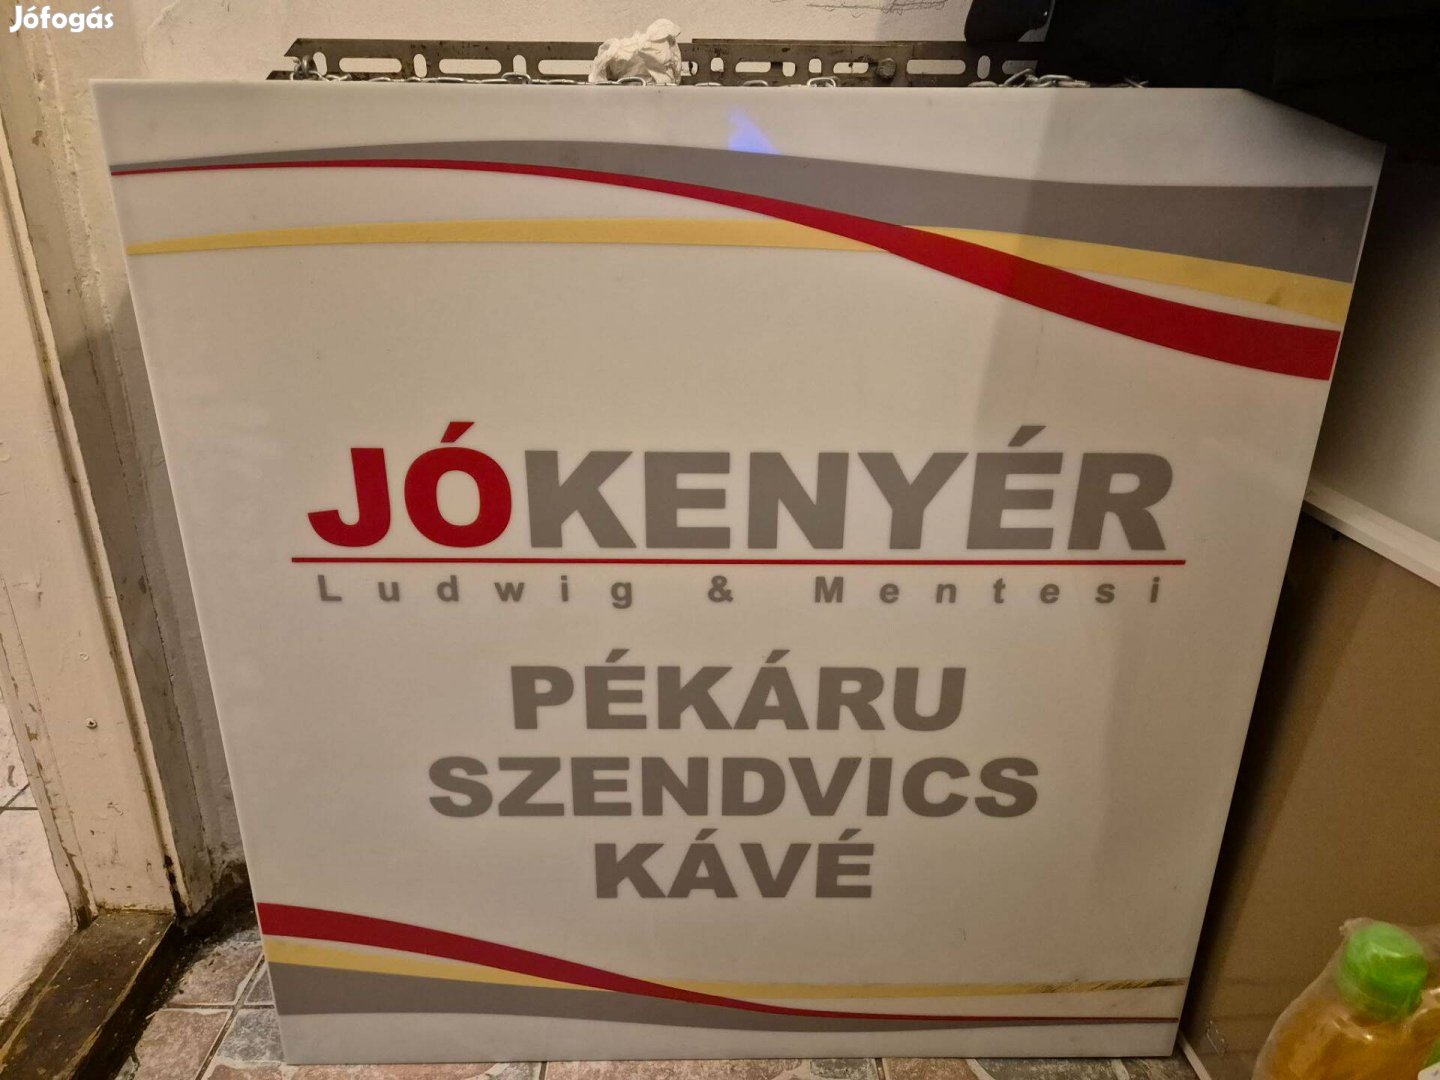 Jófogás
JÓKENYÉR
Ludwig & Mentesi
PÉKÁRU
SZENDVICS
KÁVÉ